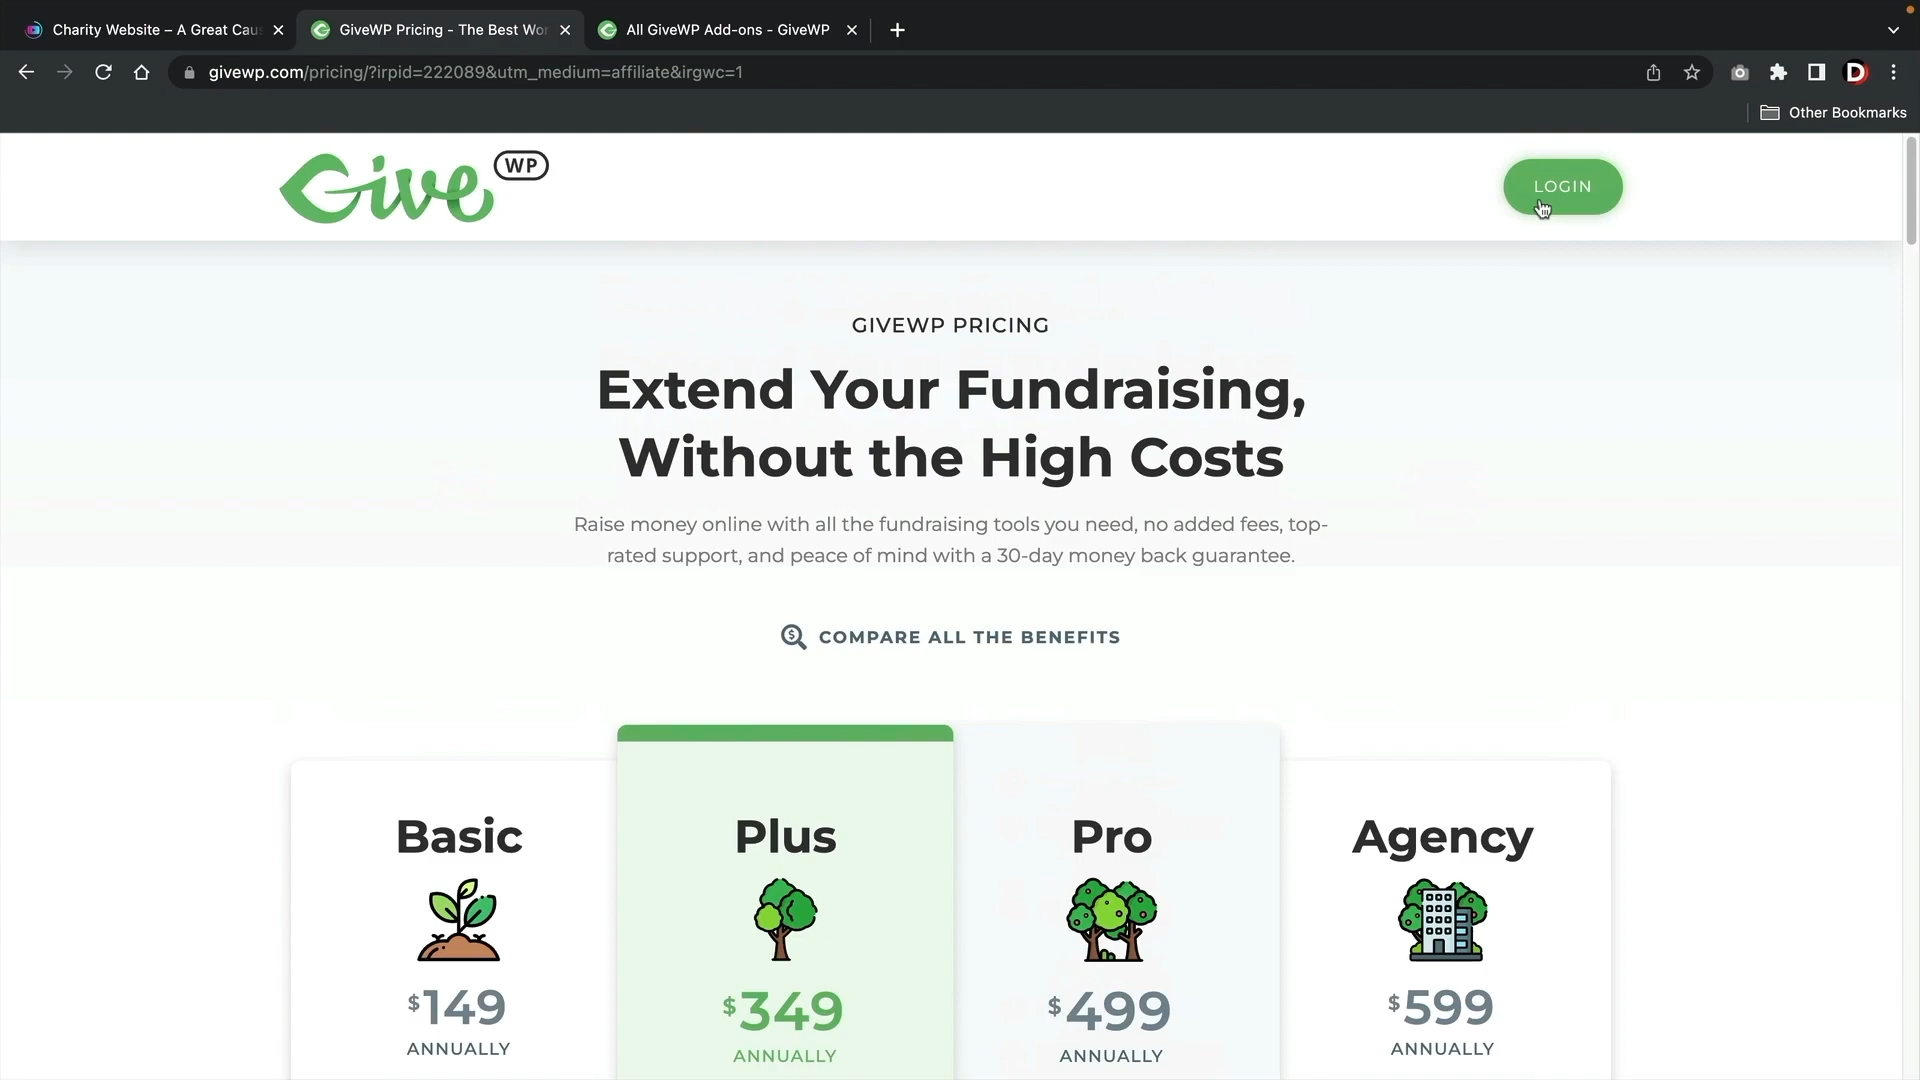 Charity Website – A Great Cau
GiveWP Pricing - The Best Wor
All GiveWP Add-ons - GiveWP
givewp.com/pricing/?irpid=222089&utm_medium=affiliate&irgwc=1
D
Other Bookmarks
Give WP
LOGIN
GIVEWP PRICING
Extend Your Fundraising,
Without the High Costs
Raise money online with all the fundraising tools you need, no added fees, top-
rated support, and peace of mind with a 30-day money back guarantee.
COMPARE ALL THE BENEFITS
Basic
Plus
Pro
Agency
$149
$349
$499
$599
ANNUALLY
ANNUALLY
ANNUALLY
ANNUALLY